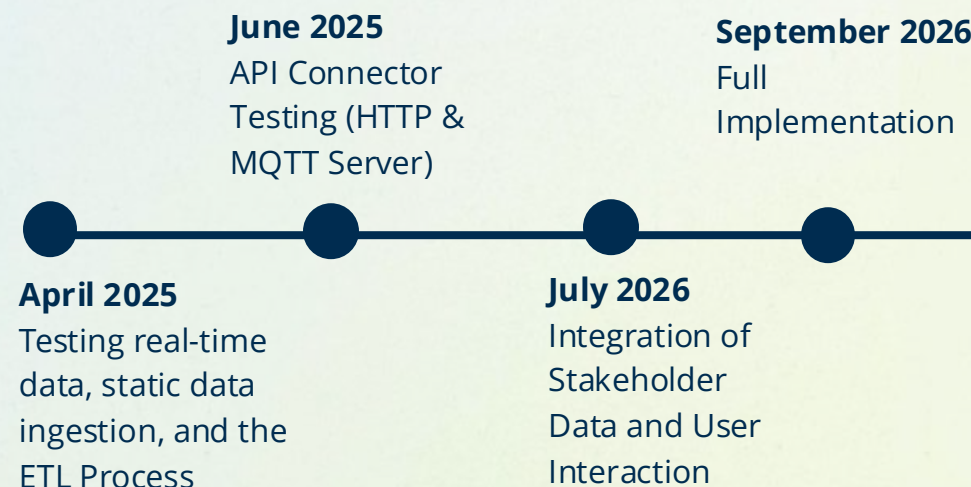 June 2025
API Connector
Testing (HTTP &
MQTT Server)
September 2026
Full
Implementation
April 2025
Testing real-time
data, static data
ingestion, and the
ETL Process
July 2026
Integration of
Stakeholder
Data and User
Interaction